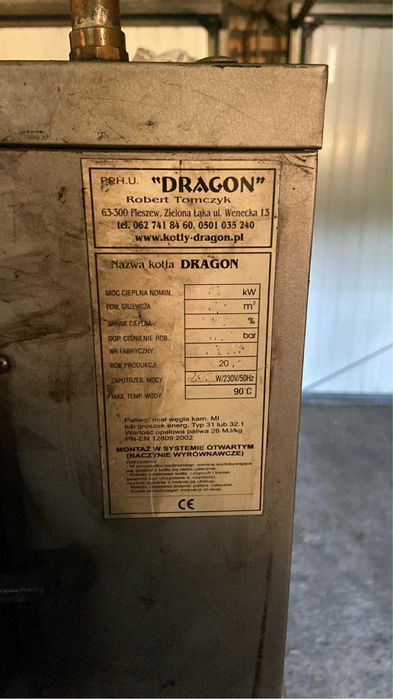 P.P.H.U. "DRAGON"
Robert Tomczyk
63-300 Pleszew, Zielona Łąka ul. Wenecka 13
tel. 062 741 84 60, 0501 035 240
www.kotly-dragon.pl
Nazwa kotła DRAGON
MOC CIEPLNA NOMIN. kW
POW. GRZEWCZA m²
SPRAW. CIEPLNA %
DOP. CIŚNIENIE ROB. bar
NR FABRYCZNY
ROK PRODUKCJI 20
ZAPOTRZEB. MOCY W/230V/50Hz
MAX. TEMP. WODY 90°C
Paliwo: miał węgla kam. MI
lub groszek energ. Typ 31 lub 32.1
Wartość opałowa paliwa 26 MJ/kg
PN-EN 12809:2002
MONTAŻ W SYSTEMIE OTWARTYM
(NACZYNIE WYRÓWNAWCZE)
CE